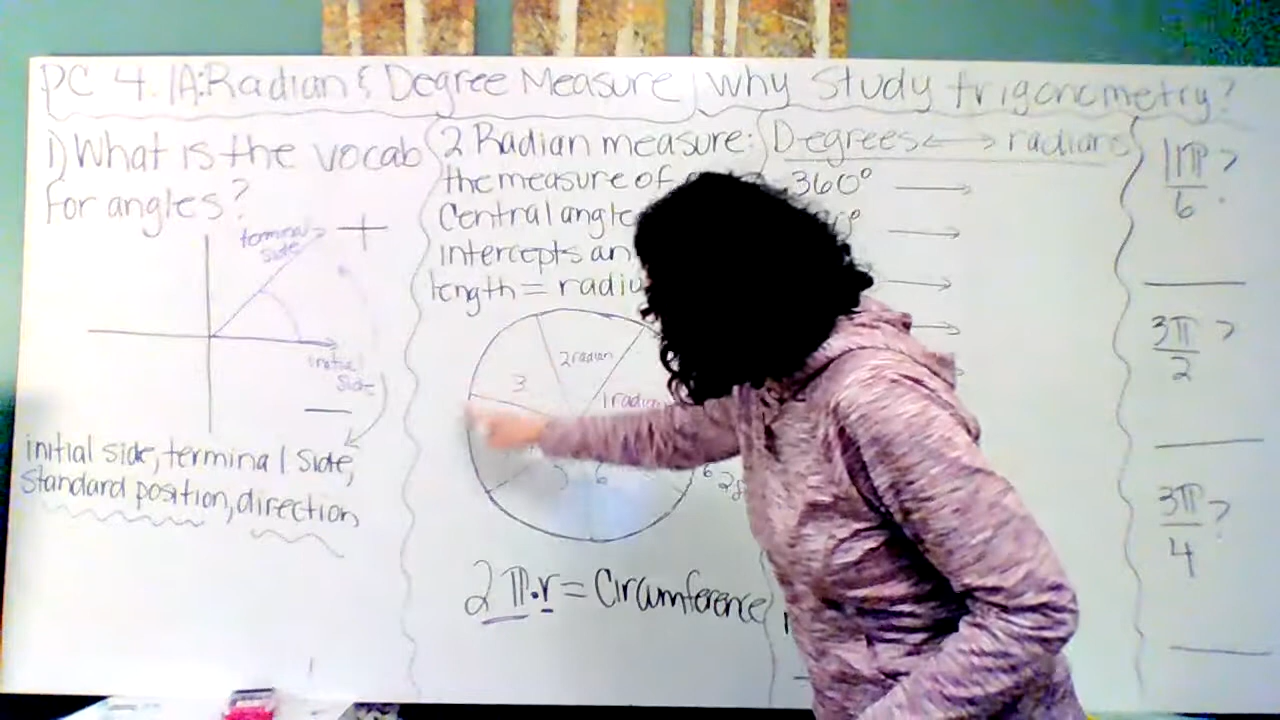 PC 4.1A: Radian & Degree Measure
Why study trigonometry?
1) What is the vocab
for angles?
terminal
side
+
initial
side
−
initial side, terminal side,
standard position, direction
2 Radian measure:
the measure of
Central angle
intercepts an
length = radiu
2 radian
1 radian
3
6
2π·r = Circumference
Degrees ←→ radians
360° →
→
→
→
11π ?
6
3π ?
2
3π ?
4